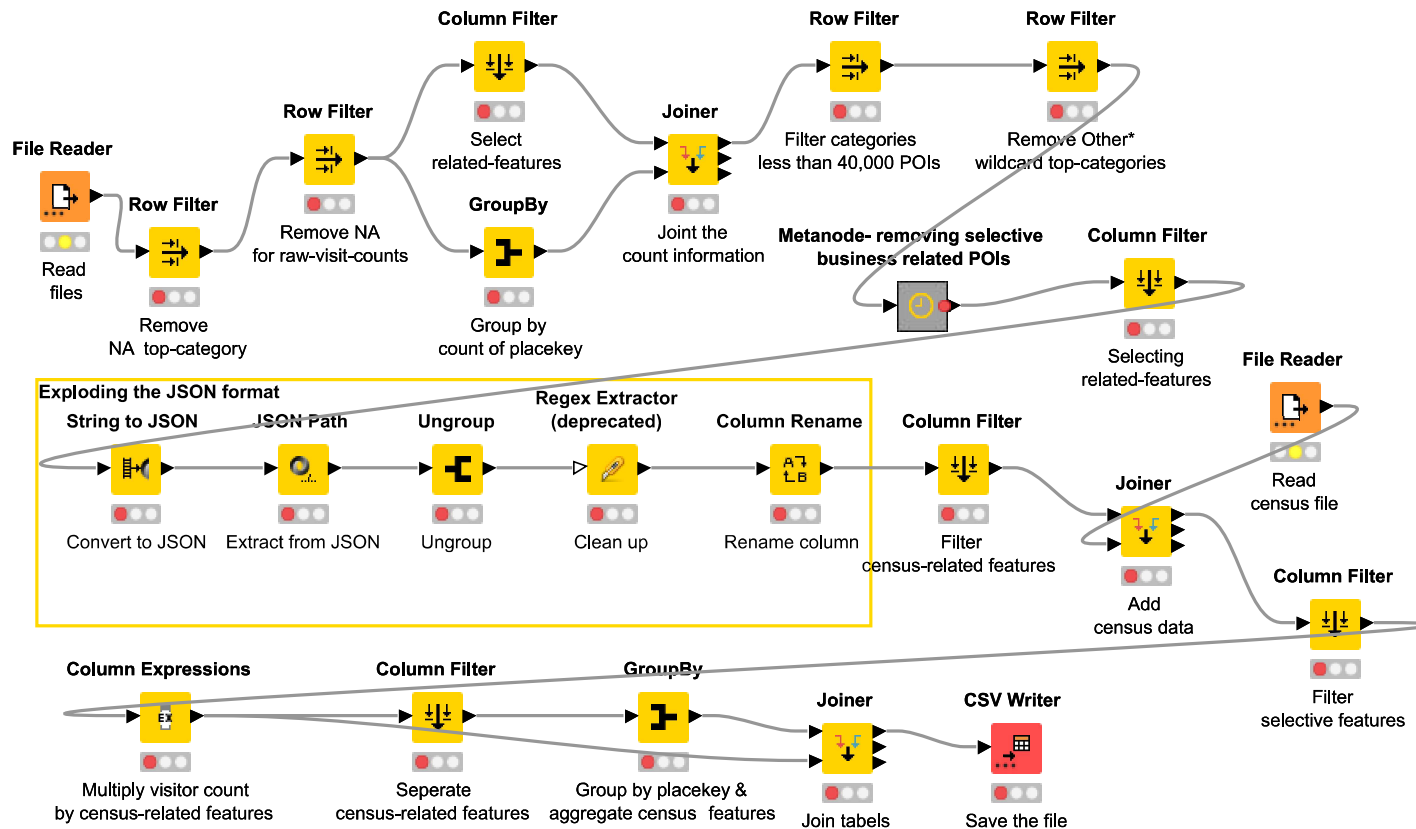 Column Filter
Select
related-features
Row Filter
Filter categories
less than 40,000 POIs
Row Filter
Remove Other*
wildcard top-categories
File Reader
Read
files
Row Filter
Remove
NA top-category
Row Filter
Remove NA
for raw-visit-counts
GroupBy
Group by
count of placekey
Joiner
Joint the
count information
Metanode- removing selective
business related POIs
Column Filter
Selecting
related-features
File Reader
Read
census file
Exploding the JSON format
String to JSON
Convert to JSON
JSON Path
Extract from JSON
Ungroup
Ungroup
Regex Extractor
(deprecated)
Clean up
Column Rename
A
B
Rename column
Column Filter
Filter
census-related features
Joiner
Add
census data
Column Filter
Filter
selective features
Column Expressions
EX
Multiply visitor count
by census-related features
Column Filter
Seperate
census-related features
GroupBy
Group by placekey &
aggregate census features
Joiner
Join tabels
CSV Writer
Save the file